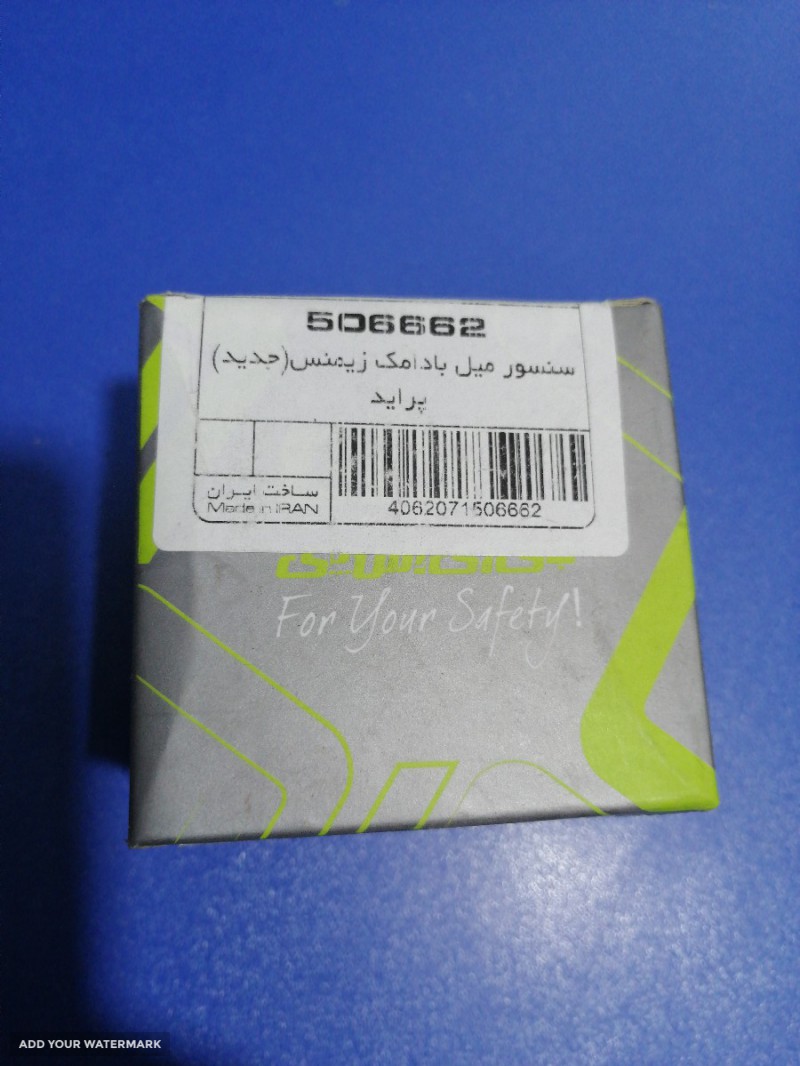 506662
سنسور میل بادامک زیمنس(جدید)
پراید
ساخت ایران
Made in IRAN
4062071506662
For Your Safety!
ADD YOUR WATERMARK